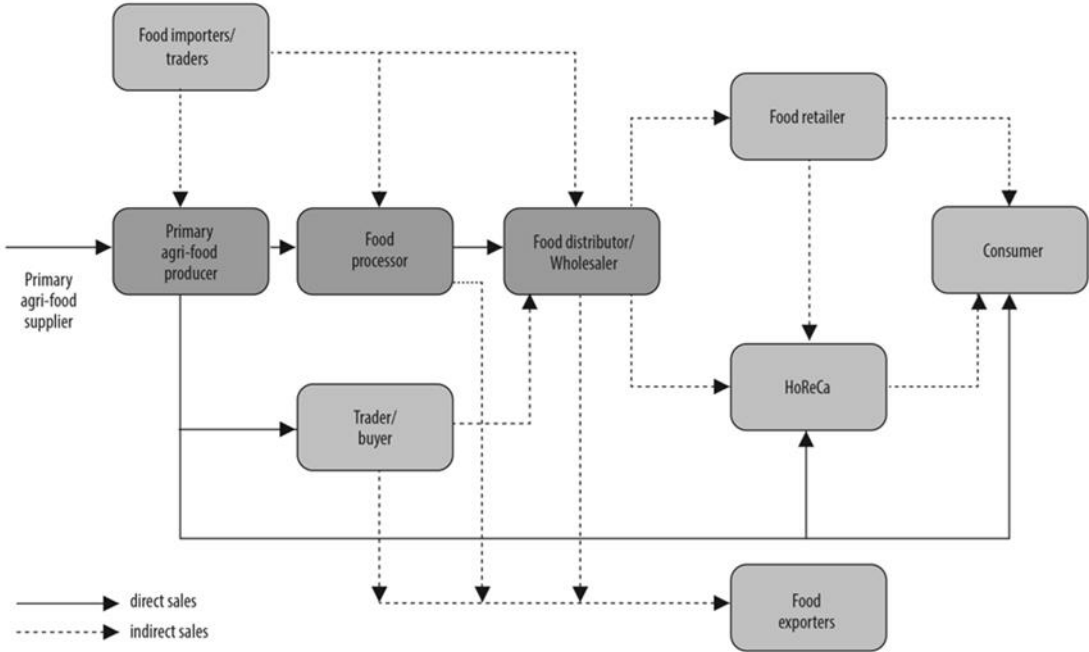 Food importers/
traders
Food retailer
Primary
agri-food
producer
Food
processor
Food distributor/
Wholesaler
Consumer
Primary
agri-food
supplier
Trader/
buyer
HoReCa
Food
exporters
direct sales
indirect sales